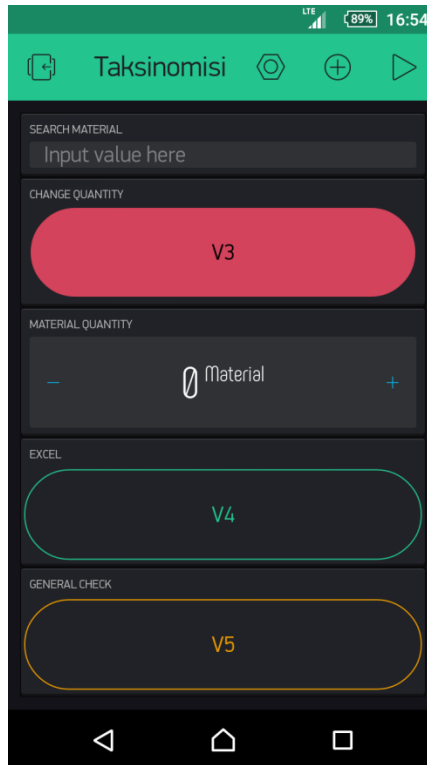 LTE 89% 16:54
Taksinomisi
SEARCH MATERIAL
Input value here
CHANGE QUANTITY
V3
MATERIAL QUANTITY
− 0 Material +
EXCEL
V4
GENERAL CHECK
V5